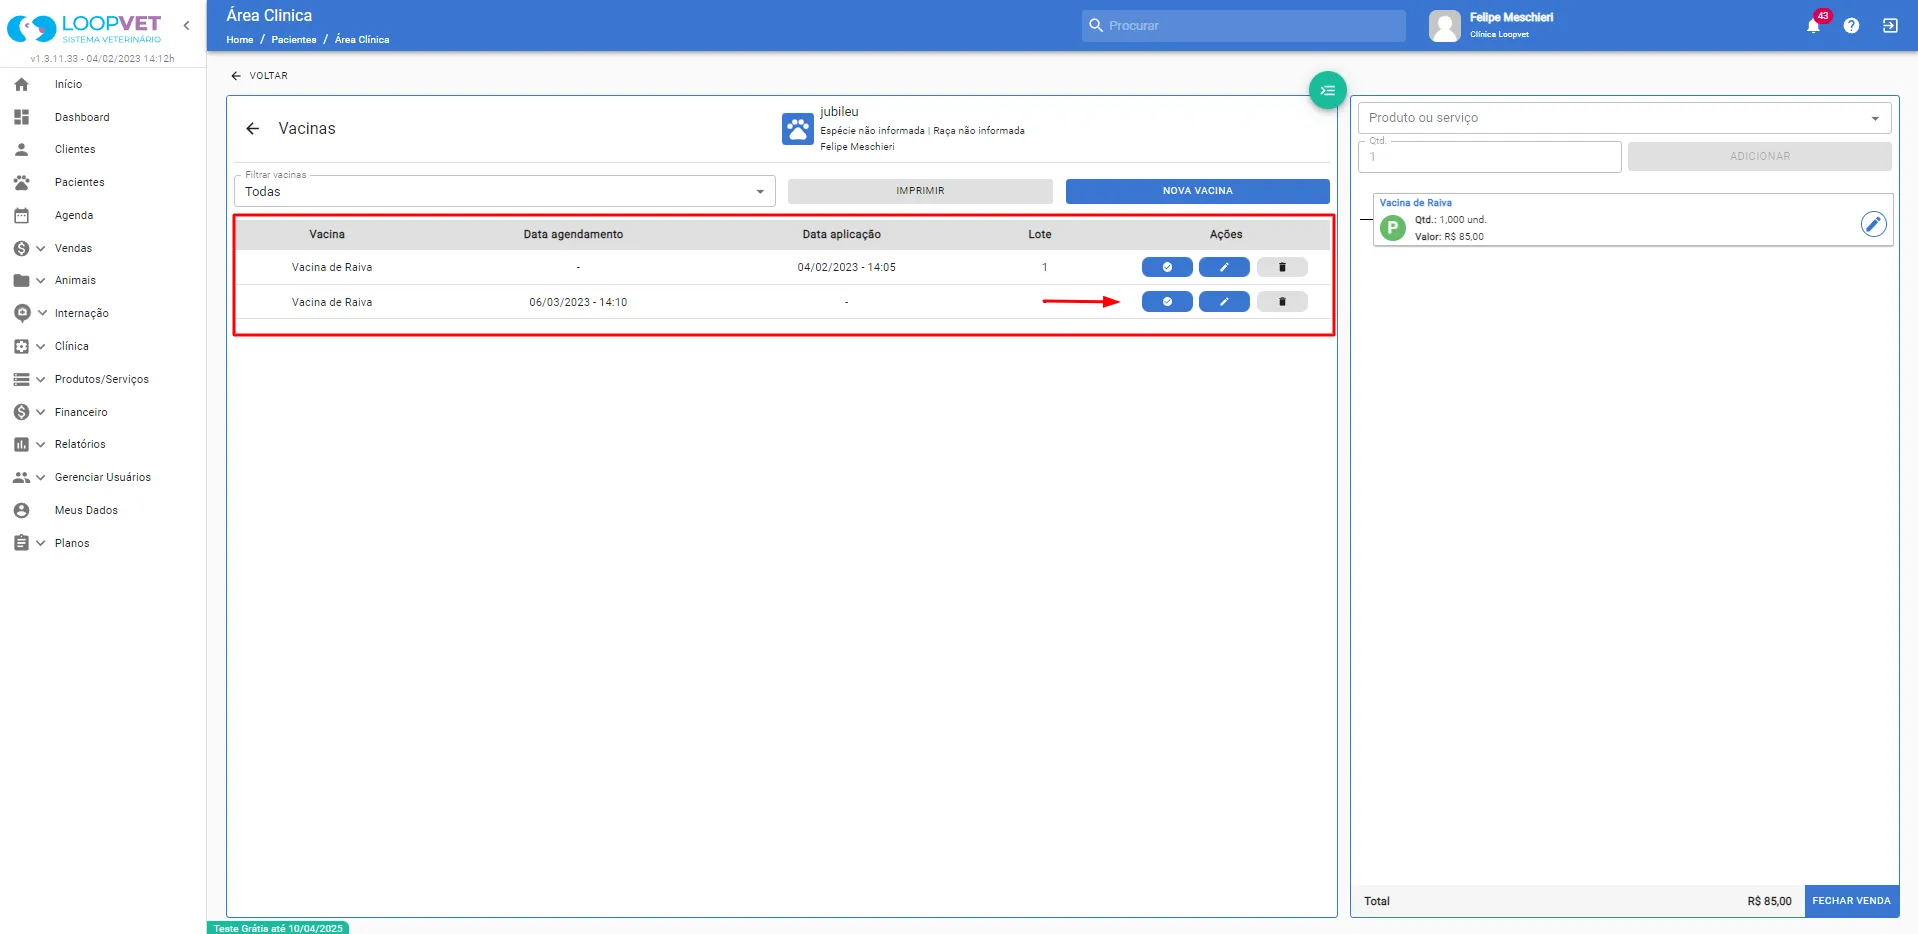 LOOPVET
SISTEMA VETERINÁRIO
v1.3.11.33 - 04/02/2023 14:12h
Início
Dashboard
Clientes
Pacientes
Agenda
Vendas
Animais
Internação
Clínica
Produtos/Serviços
Financeiro
Relatórios
Gerenciar Usuários
Meus Dados
Planos
Área Clinica
Home / Pacientes / Área Clínica
Procurar
Felipe Meschieri
Clínica Loopvet
43
VOLTAR
Vacinas
jubileu
Espécie não informada | Raça não informada
Felipe Meschieri
Filtrar vacinas
Todas
IMPRIMIR
NOVA VACINA
Vacina Data agendamento Data aplicação Lote Ações
Vacina de Raiva - 04/02/2023 - 14:05 1
Vacina de Raiva 06/03/2023 - 14:10 -
Produto ou serviço
Qtd.
1
ADICIONAR
Vacina de Raiva
P
Qtd.: 1,000 und.
Valor: R$ 85,00
Total R$ 85,00
FECHAR VENDA
Teste Grátis até 10/04/2025